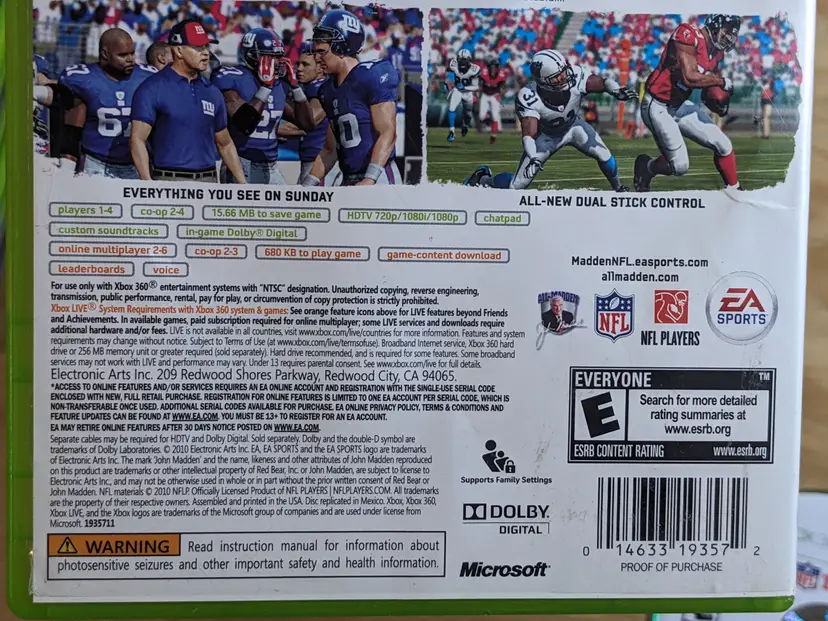 EVERYTHING YOU SEE ON SUNDAY
ALL-NEW DUAL STICK CONTROL
players 1-4
co-op 2-4
15.66 MB to save game
HDTV 720p/1080i/1080p
chatpad
custom soundtracks
in-game Dolby® Digital
online multiplayer 2-6
co-op 2-3
680 KB to play game
game-content download
leaderboards
voice
For use only with Xbox 360® entertainment systems with "NTSC" designation. Unauthorized copying, reverse engineering,
transmission, public performance, rental, pay for play, or circumvention of copy protection is strictly prohibited.
Xbox LIVE® System Requirements with Xbox 360 system & games: See orange feature icons above for LIVE features beyond Friends
and Achievements. In available games, paid subscription required for online multiplayer; some LIVE services and downloads require
additional hardware and/or fees. LIVE is not available in all countries, visit www.xbox.com/live/countries for more information. Features and system
requirements may change without notice. Subject to Terms of Use (at www.xbox.com/live/termsofuse). Broadband Internet service, Xbox 360 hard
drive or 256 MB memory unit or greater required (sold separately). Hard drive recommended, and is required for some features. Some broadband
services may not work with LIVE and performance may vary. Under 13 requires parental consent. See www.xbox.com/live for full details.
Electronic Arts Inc. 209 Redwood Shores Parkway, Redwood City, CA 94065.
*ACCESS TO ONLINE FEATURES AND/OR SERVICES REQUIRES AN EA ONLINE ACCOUNT AND REGISTRATION WITH THE SINGLE-USE SERIAL CODE
ENCLOSED WITH NEW, FULL RETAIL PURCHASE. REGISTRATION FOR ONLINE FEATURES IS LIMITED TO ONE EA ACCOUNT PER SERIAL CODE, WHICH IS
NON-TRANSFERABLE ONCE USED. ADDITIONAL SERIAL CODES AVAILABLE FOR PURCHASE. EA ONLINE PRIVACY POLICY, TERMS & CONDITIONS AND
FEATURE UPDATES CAN BE FOUND AT WWW.EA.COM. YOU MUST BE 13+ TO REGISTER FOR AN EA ACCOUNT.
EA MAY RETIRE ONLINE FEATURES AFTER 30 DAYS NOTICE POSTED ON WWW.EA.COM.
Separate cables may be required for HDTV and Dolby Digital. Sold separately. Dolby and the double-D symbol are
trademarks of Dolby Laboratories. © 2010 Electronic Arts Inc. EA, EA SPORTS and the EA SPORTS logo are trademarks
of Electronic Arts Inc. The mark 'John Madden' and the name, likeness and other attributes of John Madden reproduced
on this product are trademarks or other intellectual property of Red Bear, Inc. or John Madden, are subject to license to
Electronic Arts Inc., and may not be otherwise used in whole or in part without the prior written consent of Red Bear or
John Madden. NFL materials © 2010 NFLP. Officially Licensed Product of NFL PLAYERS | NFLPLAYERS.COM. All trademarks
are the property of their respective owners. Assembled and printed in the USA. Disc replicated in Mexico. Xbox, Xbox 360,
Xbox LIVE, and the Xbox logos are trademarks of the Microsoft group of companies and are used under license from
Microsoft. 1935711
WARNING Read instruction manual for information about
photosensitive seizures and other important safety and health information.
MaddenNFL.easports.com
allmadden.com
ALL-MADDEN
NFL
NFL PLAYERS
EA
SPORTS™
EVERYONE ™
E
Search for more detailed
rating summaries at
www.esrb.org
ESRB CONTENT RATING www.esrb.org
Supports Family Settings
DOLBY
DIGITAL
Microsoft®
0 14633 19357 2
PROOF OF PURCHASE
67
27
10
31
NY